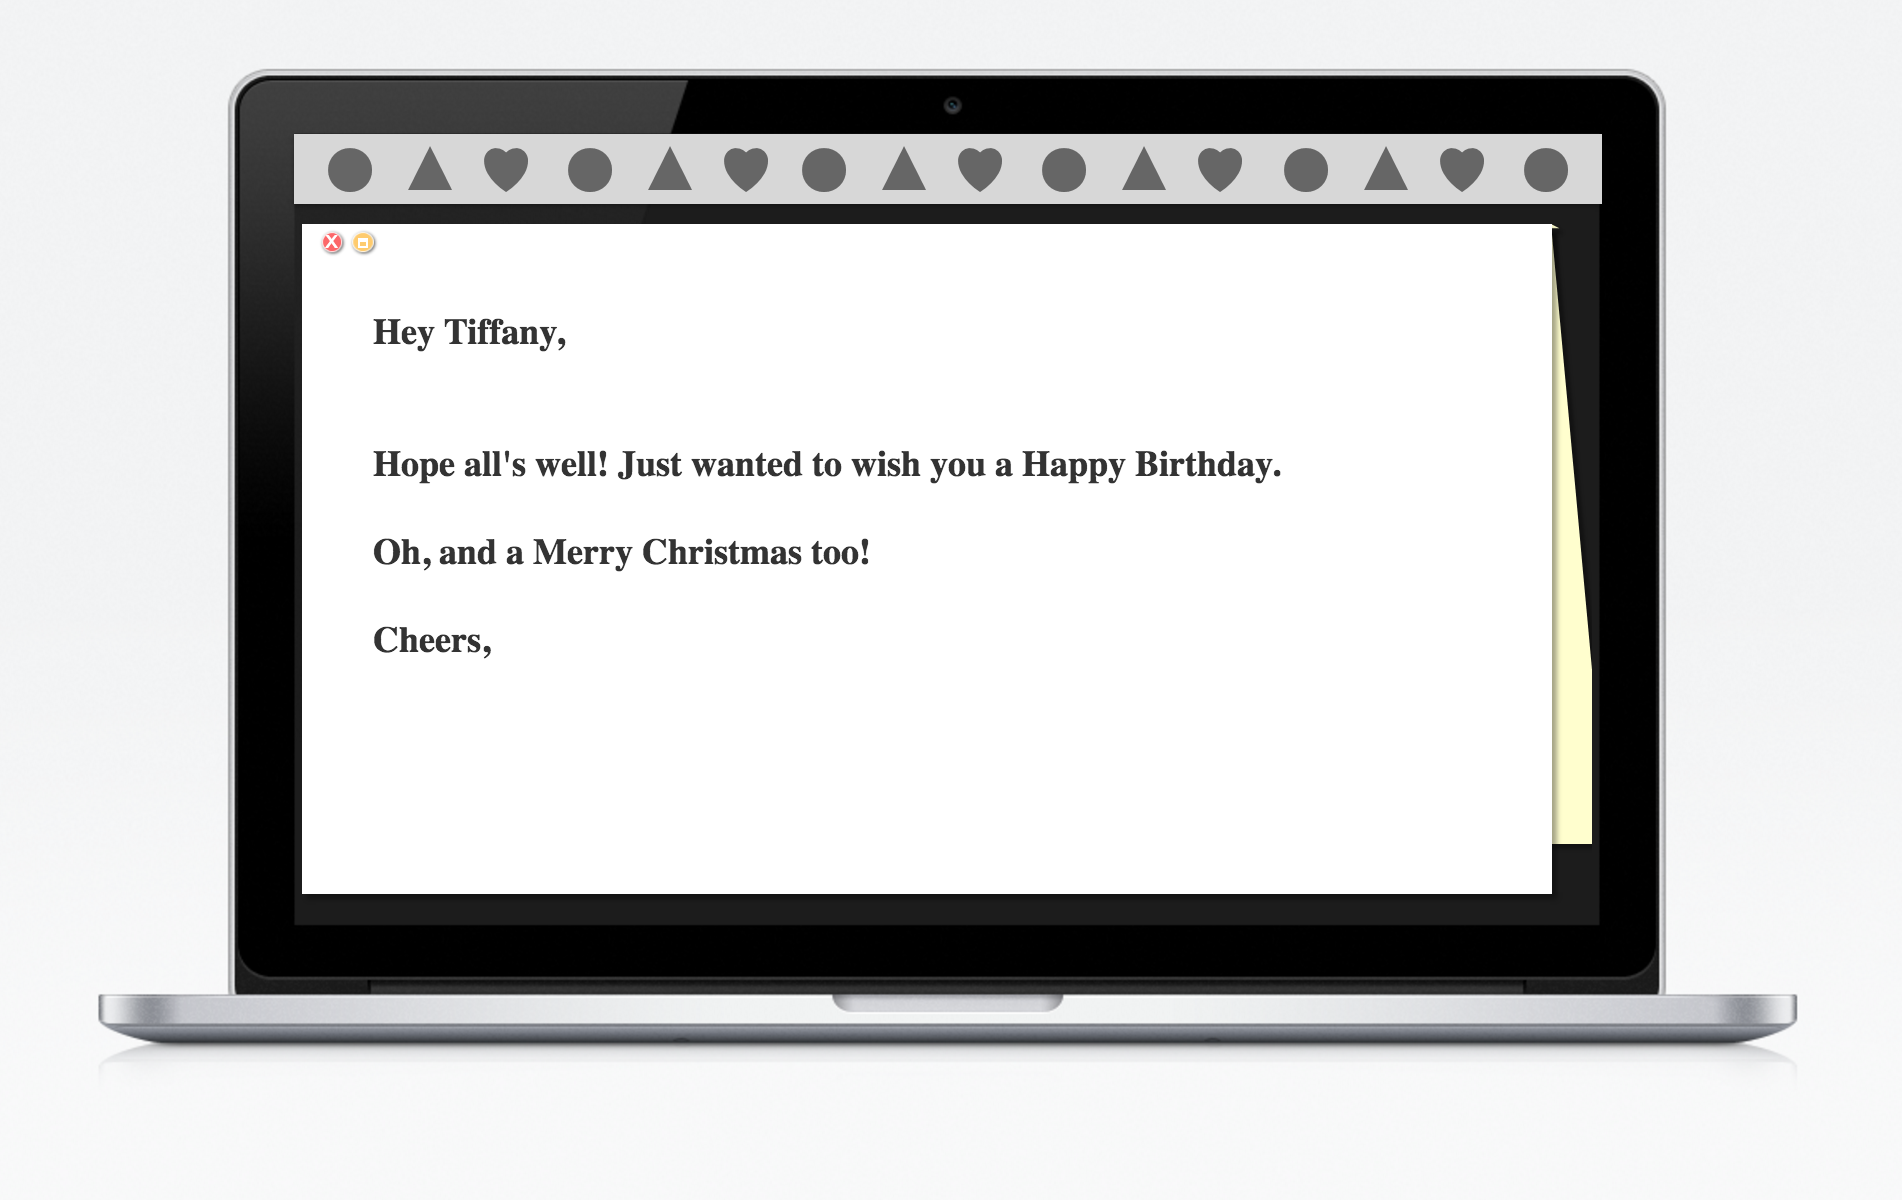 Hey Tiffany,
Hope all's well! Just wanted to wish you a Happy Birthday.
Oh, and a Merry Christmas too!
Cheers,